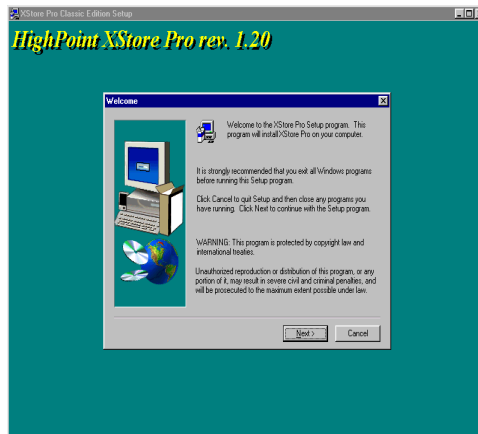 XStore Pro Classic Edition Setup
HighPoint XStore Pro rev. 1.20
Welcome
Welcome to the XStore Pro Setup program. This
program will install XStore Pro on your computer.
It is strongly recommended that you exit all Windows programs
before running this Setup program.
Click Cancel to quit Setup and then close any programs you
have running. Click Next to continue with the Setup program.
WARNING: This program is protected by copyright law and
international treaties.
Unauthorized reproduction or distribution of this program, or any
portion of it, may result in severe civil and criminal penalties, and
will be prosecuted to the maximum extent possible under law.
Next > Cancel